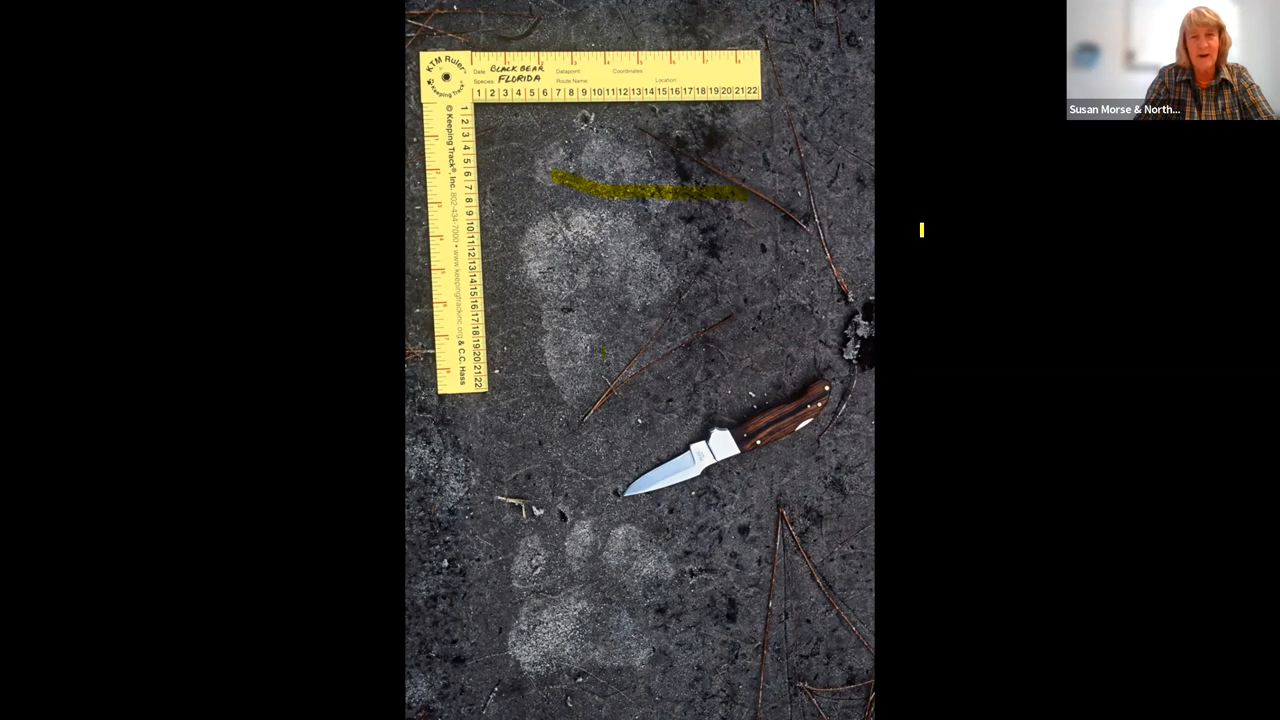 KTM Ruler
Keeping Track
Date: BLACK BEAR Datapoint: Coordinates:
Species: FLORIDA Route Name: Location:
1 2 3 4 5 6 7 8 9 10 11 12 13 14 15 16 17 18 19 20 21 22
© Keeping Track®, Inc. 802-434-7000 • www.keepingtrackinc.org & C.C. Hass
1 2 3 4 5 6 7 8 9 10 11 12 13 14 15 16 17 18 19 20 21 22
Susan Morse & North...